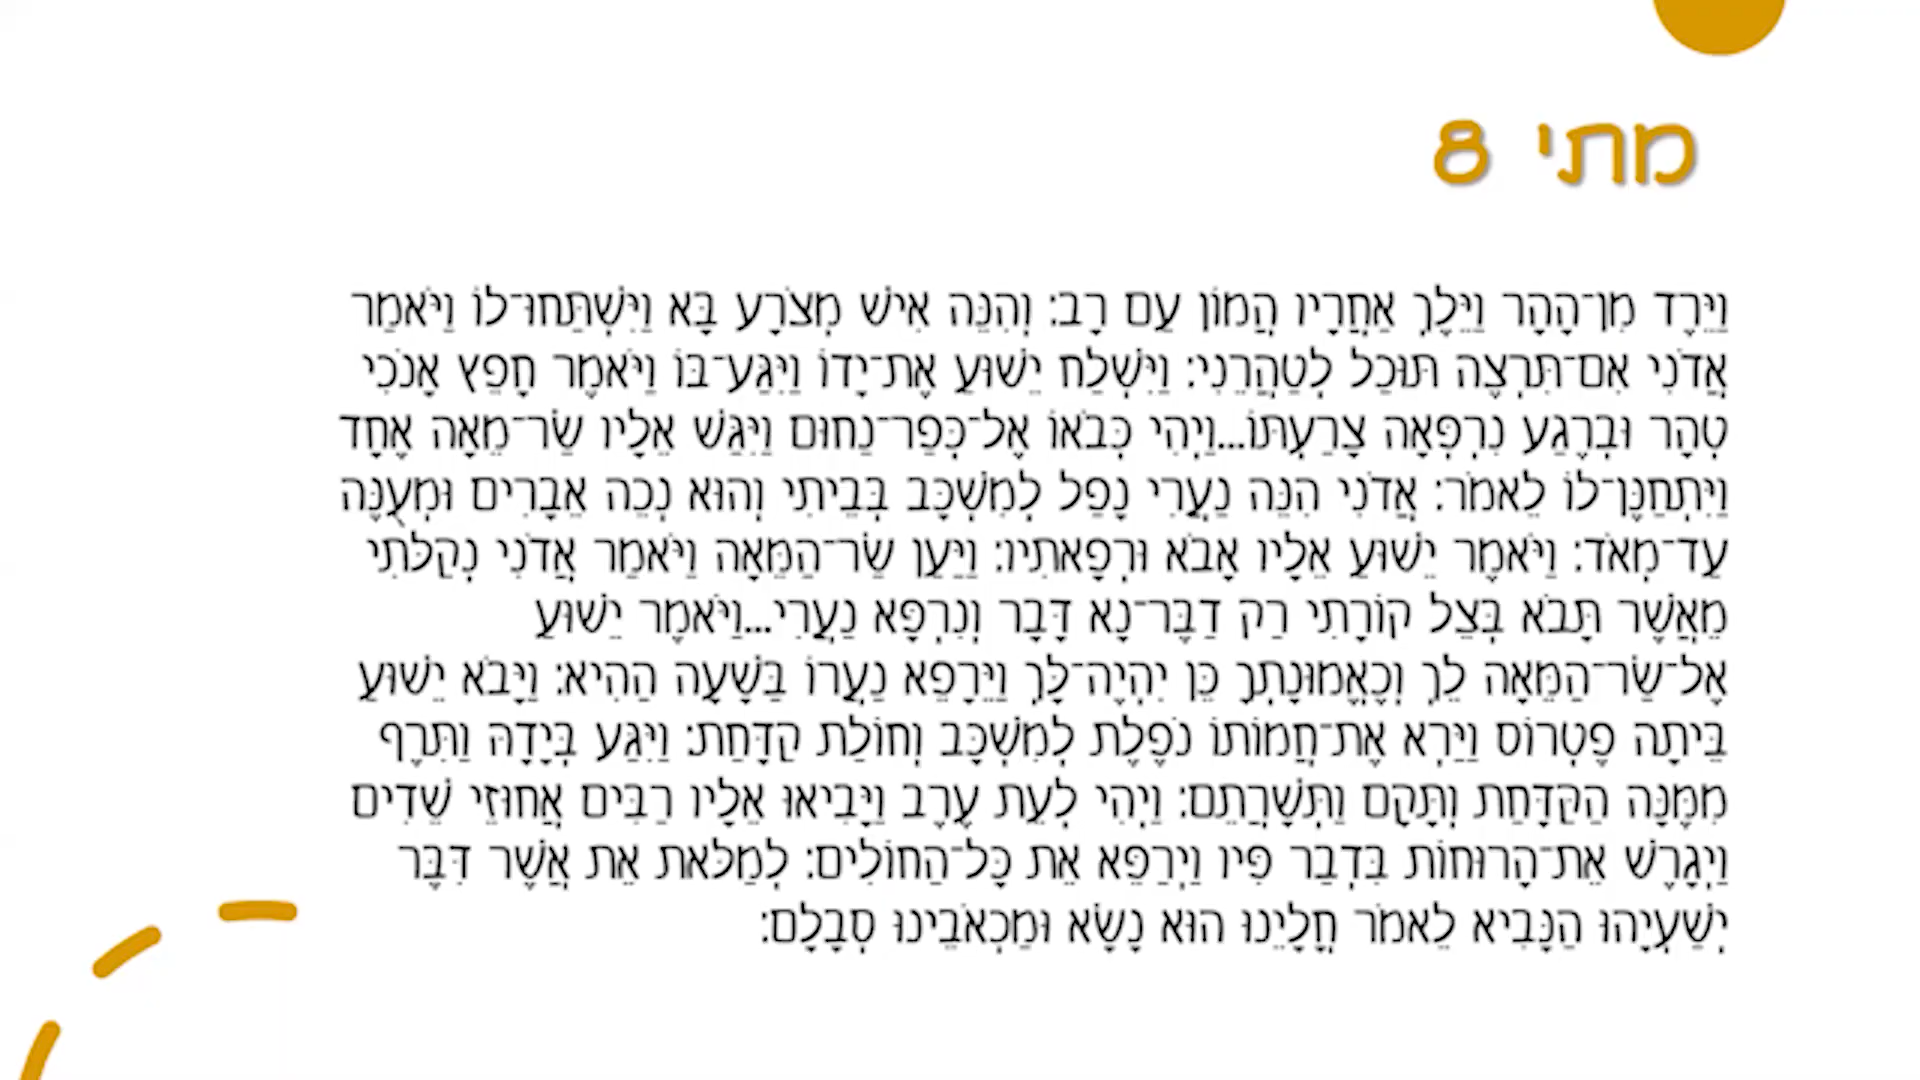 מתי 8
וַיֵּרֶד מִן־הָהָר וַיֵּלֶךְ אַחֲרָיו הֲמוֹן עַם רָב: וְהִנֵּה אִישׁ מְצֹרָע בָּא וַיִּשְׁתַּחוּ־לוֹ וַיֹּאמַר
אֲדֹנִי אִם־תִּרְצֶה תּוּכַל לְטַהֲרֵנִי: וַיִּשְׁלַח יֵשׁוּעַ אֶת־יָדוֹ וַיִּגַּע־בּוֹ וַיֹּאמֶר חָפֵץ אָנֹכִי
טְהָר וּבְרֶגַע נִרְפְּאָה צָרַעְתּוֹ...וַיְהִי כְּבֹאוֹ אֶל־כְּפַר־נַחוּם וַיִּגַּשׁ אֵלָיו שַׂר־מֵאָה אֶחָד
וַיִּתְחַנֶּן־לוֹ לֵאמֹר: אֲדֹנִי הִנֵּה נַעֲרִי נָפַל לְמִשְׁכָּב בְּבֵיתִי וְהוּא נְכֵה אֵבָרִים וּמְעֻנֶּה
עַד־מְאֹד: וַיֹּאמֶר יֵשׁוּעַ אֵלָיו אָבֹא וּרְפָאתִיו: וַיַּעַן שַׂר־הַמֵּאָה וַיֹּאמַר אֲדֹנִי נְקַלֹּתִי
מֵאֲשֶׁר תָּבֹא בְּצֵל קוֹרָתִי רַק דַבֶּר־נָא דָבָר וְנִרְפָּא נַעֲרִי...וַיֹּאמֶר יֵשׁוּעַ
אֶל־שַׂר־הַמֵּאָה לֵךְ וְכֶאֱמוּנָתְךָ כֵּן יִהְיֶה־לָּךְ וַיֵּרָפֵא נַעֲרוֹ בַּשָּׁעָה הַהִיא: וַיָּבֹא יֵשׁוּעַ
בֵּיתָה פֶטְרוֹס וַיַּרְא אֶת־חֲמוֹתוֹ נֹפֶלֶת לְמִשְׁכָּב וְחוֹלַת קַדָּחַת: וַיִּגַּע בְּיָדָהּ וַתִּרֶף
מִמֶּנָּה הַקַּדַּחַת וְתָּקָם וַתְּשָׁרֲתֵם: וַיְהִי לְעֵת עֶרֶב וַיָּבִיאוּ אֵלָיו רַבִּים אֲחוּזֵי שֵׁדִים
וַיְגָרֶשׁ אֵת־הָרוּחוֹת בִּדְבַר פִּיו וַיְרַפֵּא אֵת כָּל־הַחוֹלִים: לְמַלֹּאת אֵת אֲשֶׁר דִּבֶּר
יְשַׁעְיָהוּ הַנָּבִיא לֵאמֹר חֳלָיֵנוּ הוּא נָשָׂא וּמַכְאֹבֵינוּ סְבָלָם: